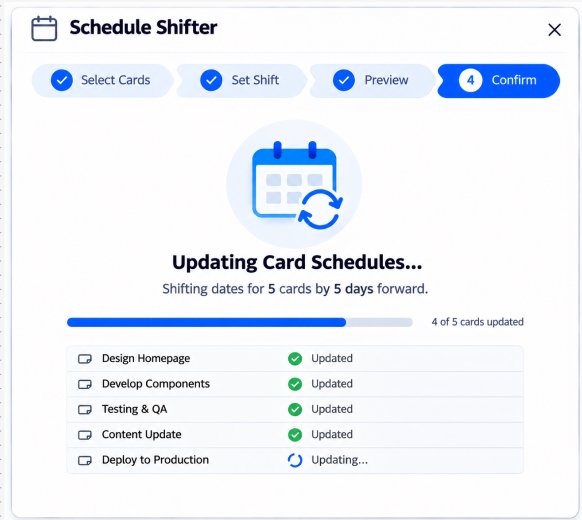 Schedule Shifter
Select Cards
Set Shift
Preview
4 Confirm
Updating Card Schedules...
Shifting dates for 5 cards by 5 days forward.
4 of 5 cards updated
Design Homepage Updated
Develop Components Updated
Testing & QA Updated
Content Update Updated
Deploy to Production Updating...